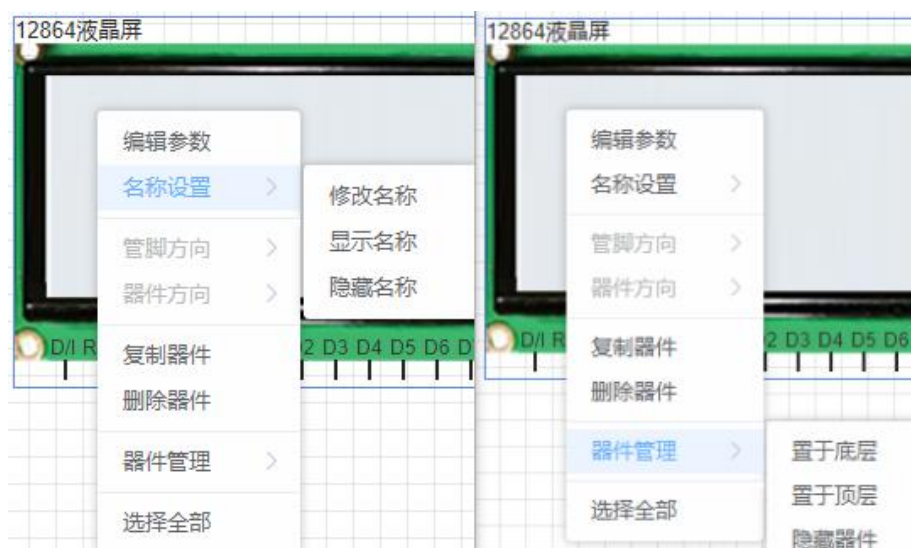 12864液晶屏
编辑参数
名称设置
修改名称
管脚方向
显示名称
器件方向
隐藏名称
D/I R
2 D3 D4 D5 D6 D
复制器件
删除器件
器件管理
选择全部
12864液晶屏
编辑参数
名称设置
管脚方向
器件方向
D/I R
2 D3 D4 D5 D6
复制器件
删除器件
器件管理
置于底层
置于顶层
选择全部
隐藏器件